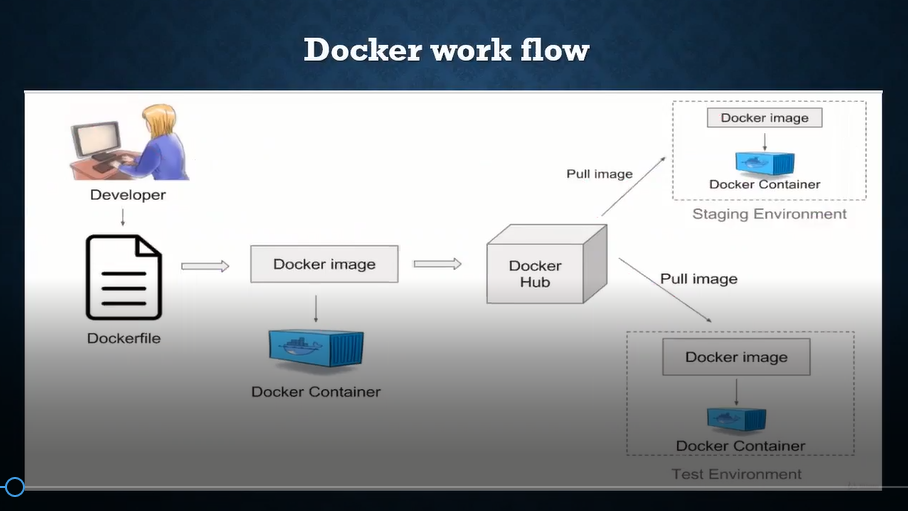 Docker work flow
Developer
Dockerfile
Docker image
Docker Container
Docker
Hub
Pull image
Docker image
Docker Container
Staging Environment
Pull image
Docker image
Docker Container
Test Environment